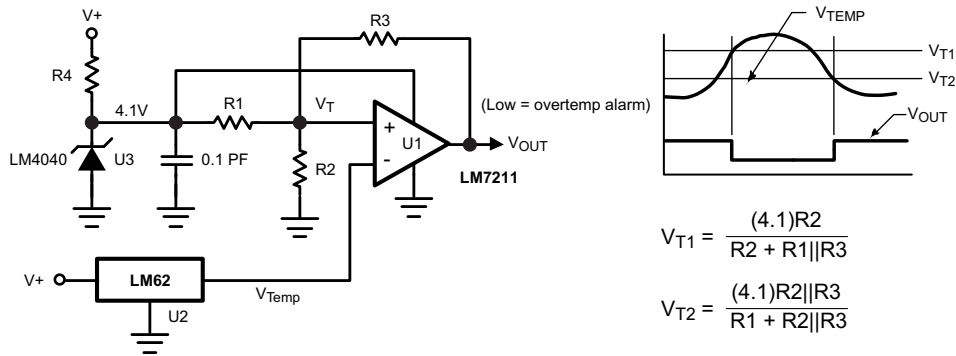 V+
R3
R4
4.1V
R1
VT
(Low = overtemp alarm)
+
U1
-
VOUT
LM4040
U3
0.1 PF
R2
LM7211
V+
LM62
VTemp
U2
VTEMP
VT1
VT2
VOUT
VT1 = (4.1)R2 / R2 + R1||R3
VT2 = (4.1)R2||R3 / R1 + R2||R3